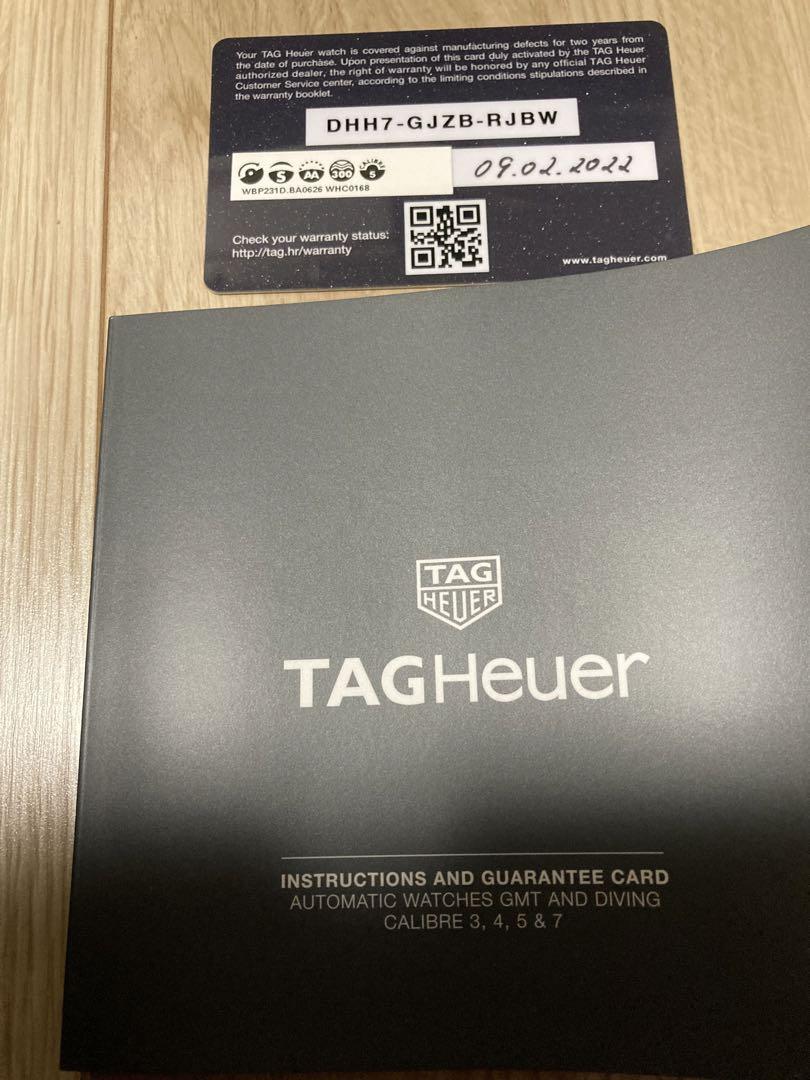 Your TAG Heuer watch is covered against manufacturing defects for two years from
the date of purchase. Upon presentation of this card duly activated by the TAG Heuer
authorized dealer, the right of warranty will be honored by any official TAG Heuer
Customer Service center, according to the limiting conditions stipulations described in
the warranty booklet.
DHH7-GJZB-RJBW
S AA 300 CALIBRE 5
09.02.2022
WBP231D.BA0626 WHC0168
Check your warranty status:
http://tag.hr/warranty
www.tagheuer.com
TAG
HEUER
TAGHeuer
INSTRUCTIONS AND GUARANTEE CARD
AUTOMATIC WATCHES GMT AND DIVING
CALIBRE 3, 4, 5 & 7